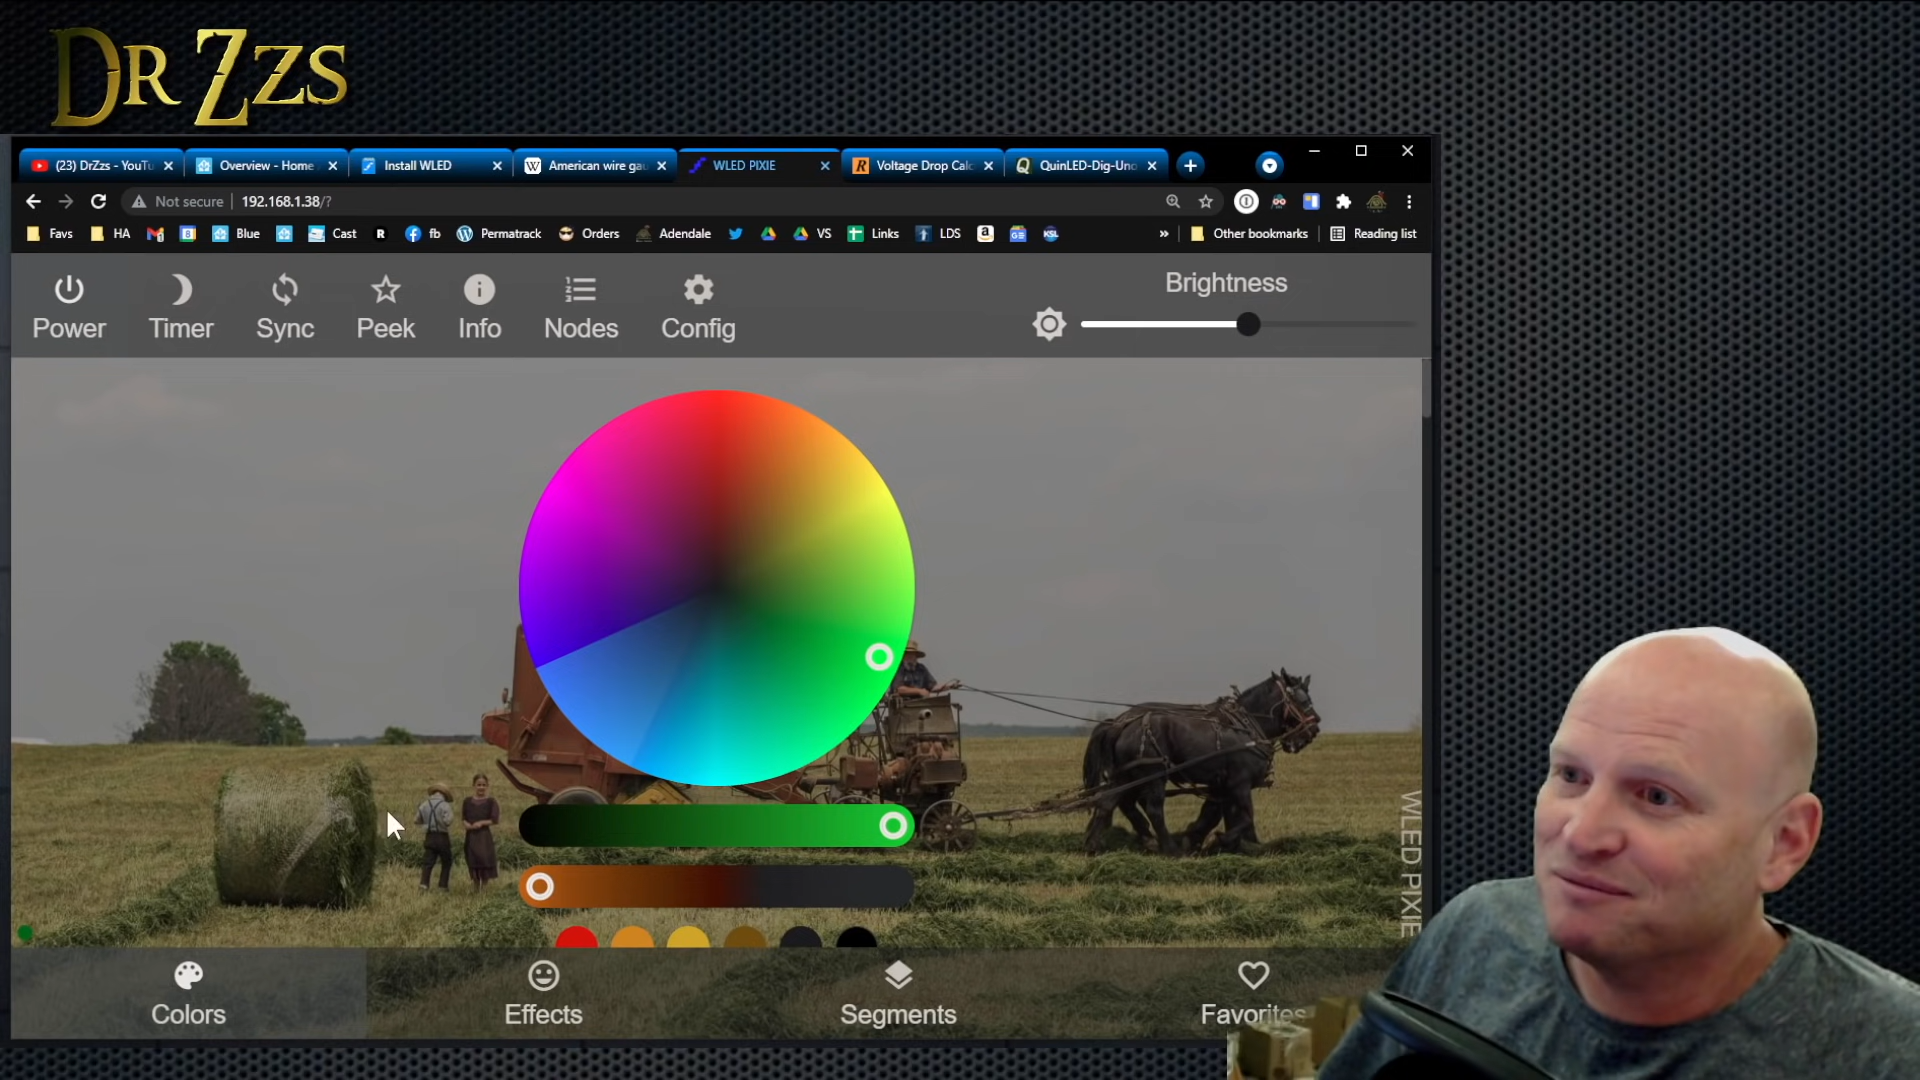 DR ZZS
(23) DrZzs - YouTu
Overview - Home
Install WLED
American wire gau
WLED PIXIE
Voltage Drop Calc
QuinLED-Dig-Uno
Not secure
192.168.1.38/?
Favs
HA
Blue
Cast
R
fb
Permatrack
Orders
Adendale
VS
Links
LDS
KSL
»
Other bookmarks
Reading list
Power
Timer
Sync
Peek
Info
Nodes
Config
Brightness
WLED PIXIE
Colors
Effects
Segments
Favorites